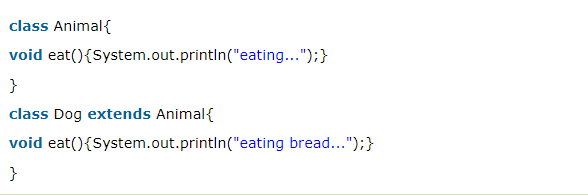 class Animal{
void eat(){System.out.println("eating...");}
}
class Dog extends Animal{
void eat(){System.out.println("eating bread...");}
}